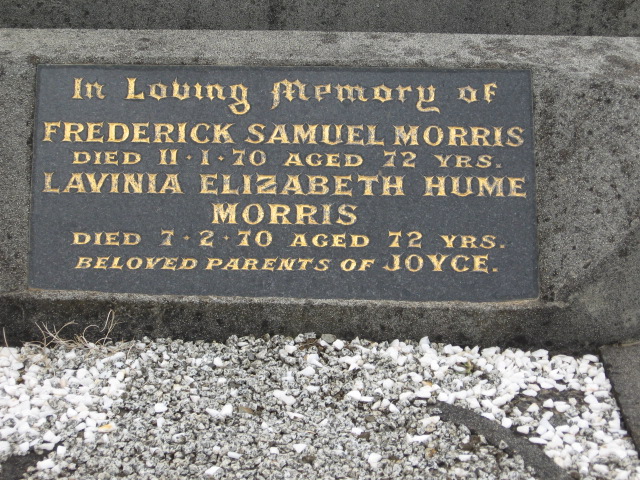 In Loving Memory of
FREDERICK SAMUEL MORRIS
DIED 11·1·70 AGED 72 YRS.
LAVINIA ELIZABETH HUME
MORRIS
DIED 7·2·70 AGED 72 YRS.
BELOVED PARENTS OF JOYCE.